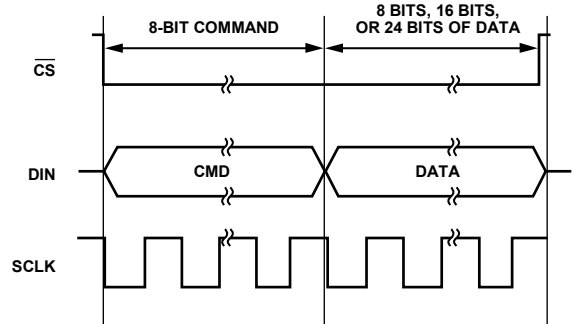 8-BIT COMMAND
8 BITS, 16 BITS,
OR 24 BITS OF DATA
CS
DIN
CMD
DATA
SCLK